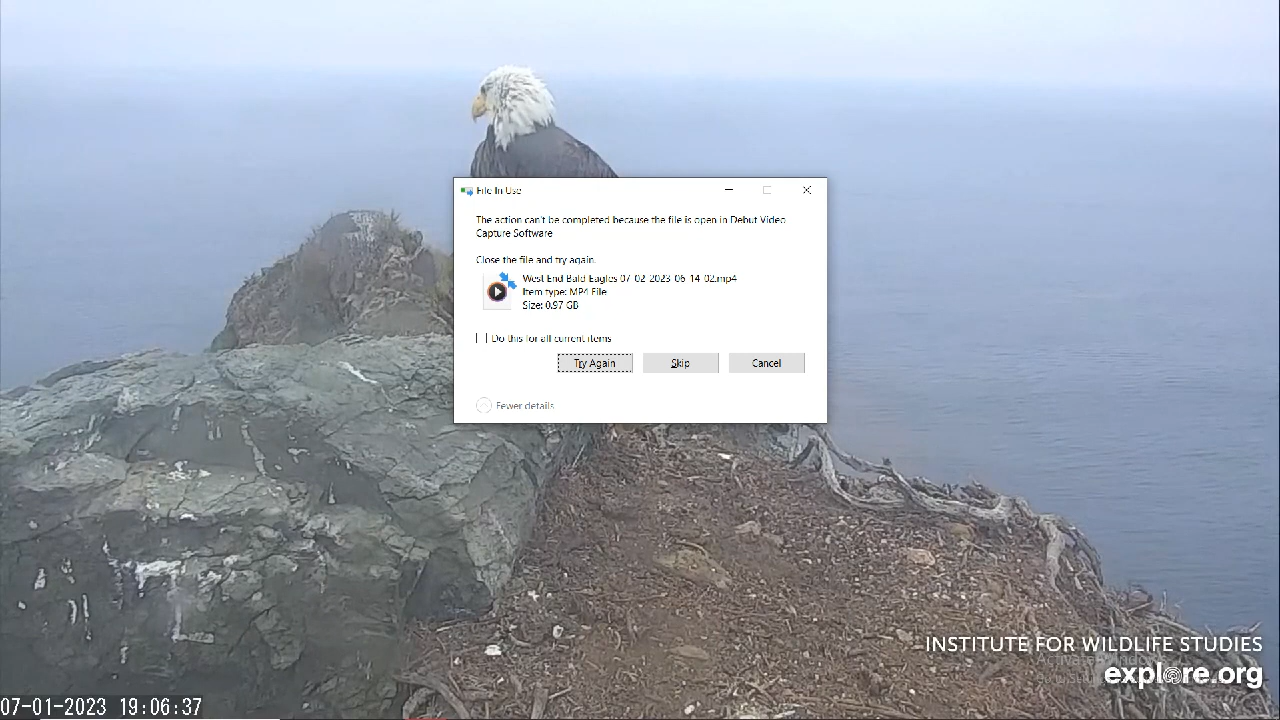 File In Use
The action can't be completed because the file is open in Debut Video
Capture Software
Close the file and try again.
West End Bald Eagles 07-02-2023-06-14-02.mp4
Item type: MP4 File
Size: 0.97 GB
Do this for all current items
Try Again Skip Cancel
Fewer details
INSTITUTE FOR WILDLIFE STUDIES
Activate Windows
explore.org
07-01-2023 19:06:37